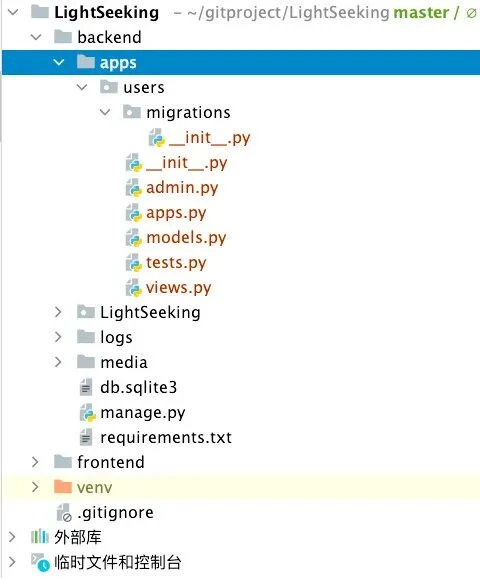 LightSeeking – ~/gitproject/LightSeeking master / ∅
backend
apps
users
migrations
__init__.py
__init__.py
admin.py
apps.py
models.py
tests.py
views.py
LightSeeking
logs
media
db.sqlite3
manage.py
requirements.txt
frontend
venv
.gitignore
外部库
临时文件和控制台